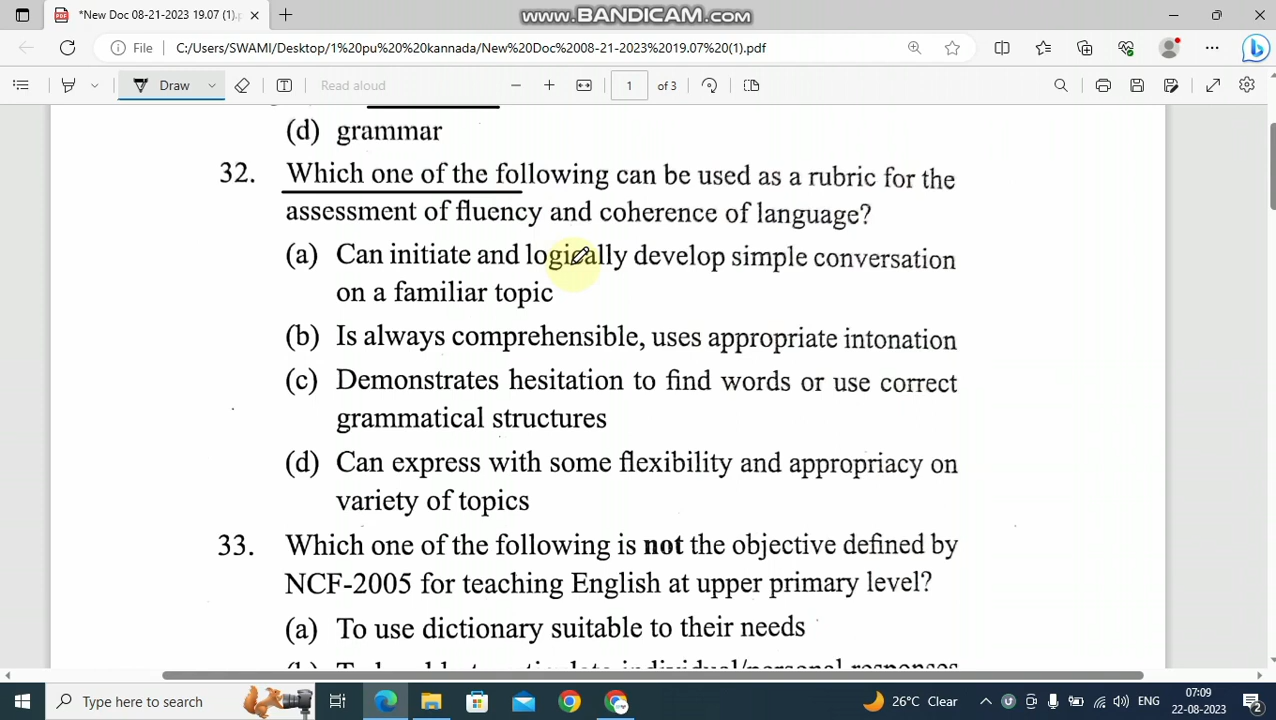 *New Doc 08-21-2023 19.07 (1).p
www.BANDICAM.com
File
C:/Users/SWAMI/Desktop/1%20pu%20%20kannada/New%20Doc%2008-21-2023%2019.07%20(1).pdf
Draw
Read aloud
1
of 3
(d) grammar
32. Which one of the following can be used as a rubric for the
assessment of fluency and coherence of language?
(a) Can initiate and logically develop simple conversation
on a familiar topic
(b) Is always comprehensible, uses appropriate intonation
(c) Demonstrates hesitation to find words or use correct
grammatical structures
(d) Can express with some flexibility and appropriacy on
variety of topics
33. Which one of the following is not the objective defined by
NCF-2005 for teaching English at upper primary level?
(a) To use dictionary suitable to their needs
Type here to search
26°C Clear
ENG
07:09
22-08-2023
2